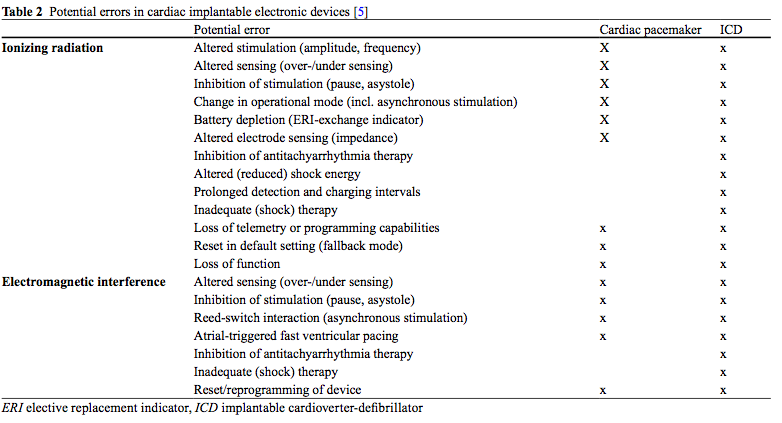 Table 2 Potential errors in cardiac implantable electronic devices [5]
Potential error Cardiac pacemaker ICD
Ionizing radiation Altered stimulation (amplitude, frequency) X x
Altered sensing (over-/under sensing) X x
Inhibition of stimulation (pause, asystole) X x
Change in operational mode (incl. asynchronous stimulation) X x
Battery depletion (ERI-exchange indicator) X x
Altered electrode sensing (impedance) X x
Inhibition of antitachyarrhythmia therapy x
Altered (reduced) shock energy x
Prolonged detection and charging intervals x
Inadequate (shock) therapy x
Loss of telemetry or programming capabilities x x
Reset in default setting (fallback mode) x x
Loss of function x x
Electromagnetic interference Altered sensing (over-/under sensing) x x
Inhibition of stimulation (pause, asystole) x x
Reed-switch interaction (asynchronous stimulation) x x
Atrial-triggered fast ventricular pacing x x
Inhibition of antitachyarrhythmia therapy x
Inadequate (shock) therapy x
Reset/reprogramming of device x x
ERI elective replacement indicator, ICD implantable cardioverter-defibrillator